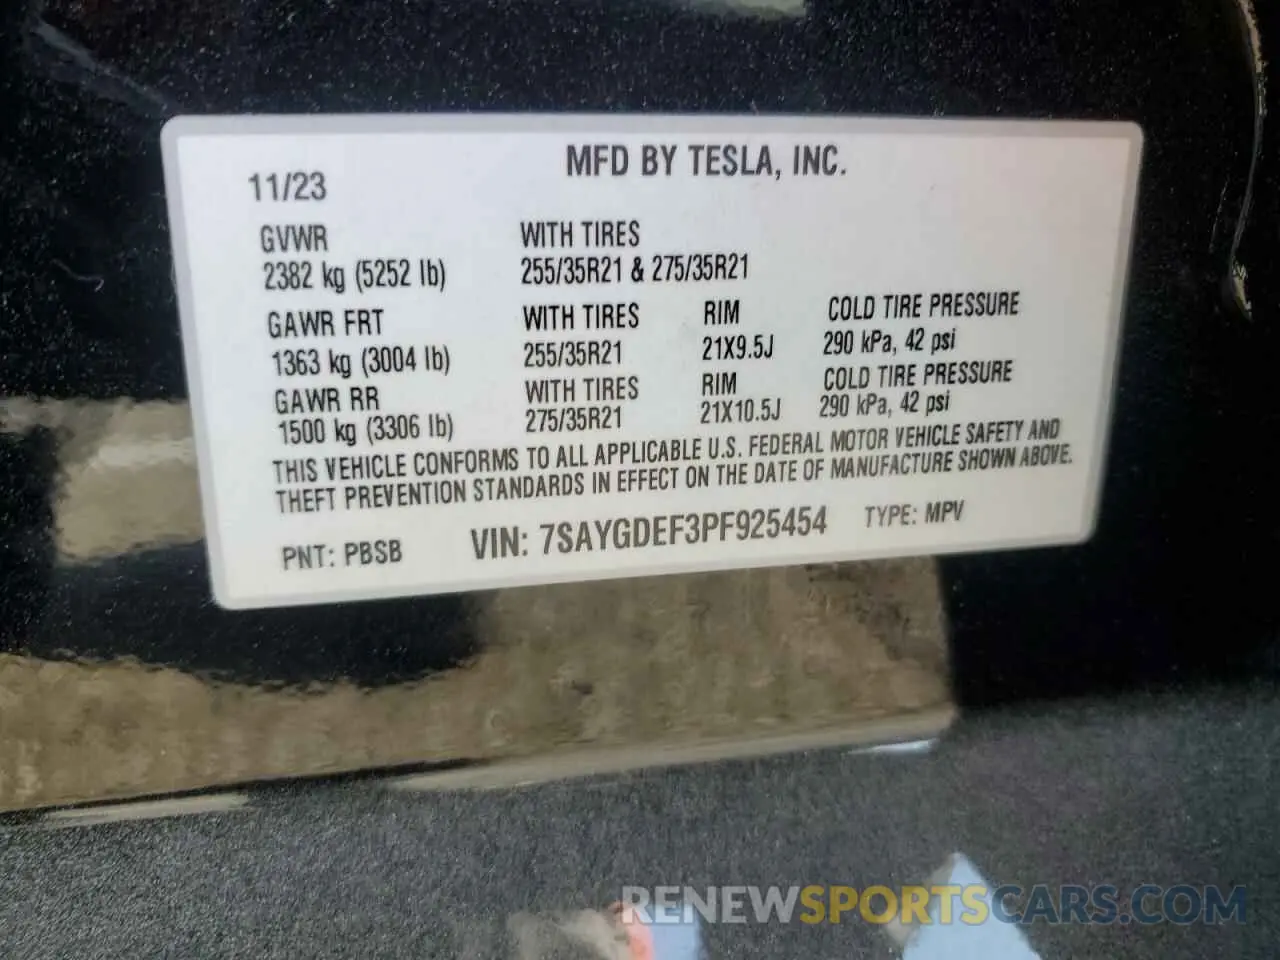 MFD BY TESLA, INC.
11/23
GVWR WITH TIRES
2382 kg (5252 lb) 255/35R21 & 275/35R21
GAWR FRT WITH TIRES RIM COLD TIRE PRESSURE
1363 kg (3004 lb) 255/35R21 21X9.5J 290 kPa, 42 psi
GAWR RR WITH TIRES RIM COLD TIRE PRESSURE
1500 kg (3306 lb) 275/35R21 21X10.5J 290 kPa, 42 psi
THIS VEHICLE CONFORMS TO ALL APPLICABLE U.S. FEDERAL MOTOR VEHICLE SAFETY AND
THEFT PREVENTION STANDARDS IN EFFECT ON THE DATE OF MANUFACTURE SHOWN ABOVE.
PNT: PBSB VIN: 7SAYGDEF3PF925454 TYPE: MPV
RENEWSPORTSCARS.COM